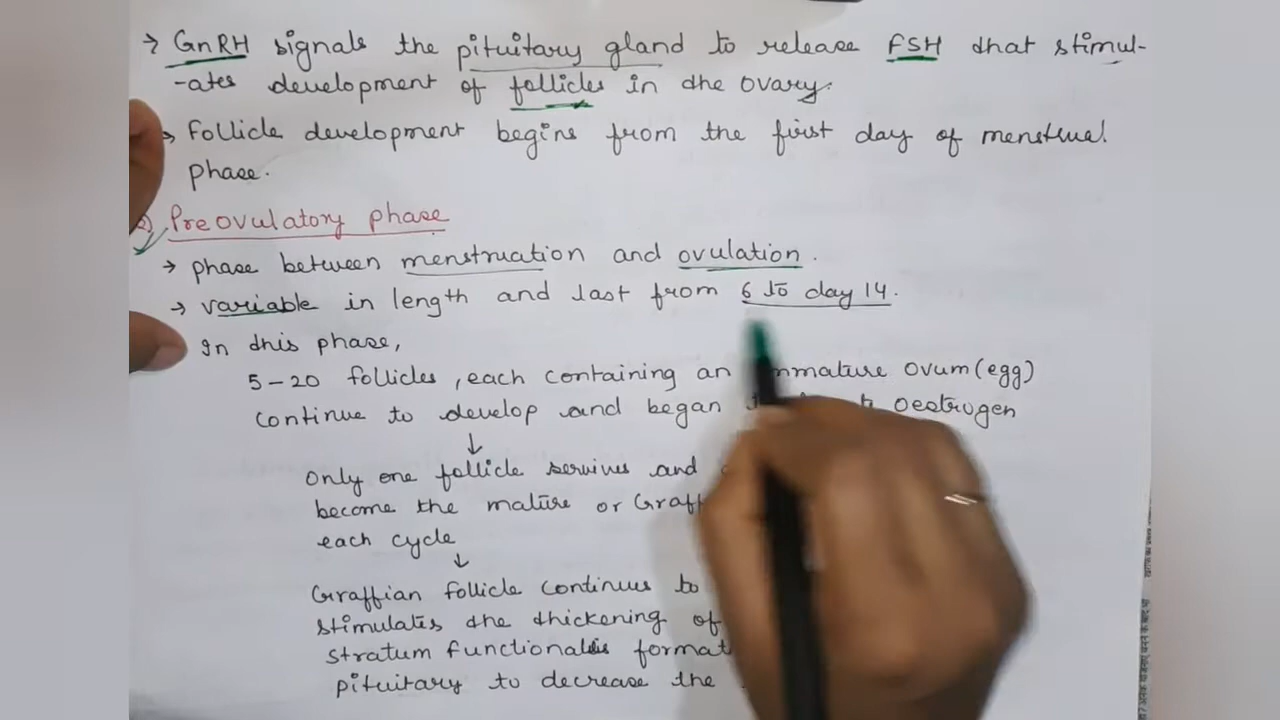 → GnRH signals the pituitary gland to release FSH that stimul-
-ates development of follicles in the ovary.
→ Follicle development begins from the first day of menstrual
phase.
Preovulatory phase
→ phase between menstruation and ovulation.
→ variable in length and last from 6 to day 14.
In this phase,
5-20 follicles, each containing an immature ovum (egg)
continue to develop and began oestrogen
↓
Only one follicle servives and
become the mature or Graff
each cycle
↓
Graffian follicle continues to
stimulates the thickening of
stratum functionalis format
pituitary to decrease the